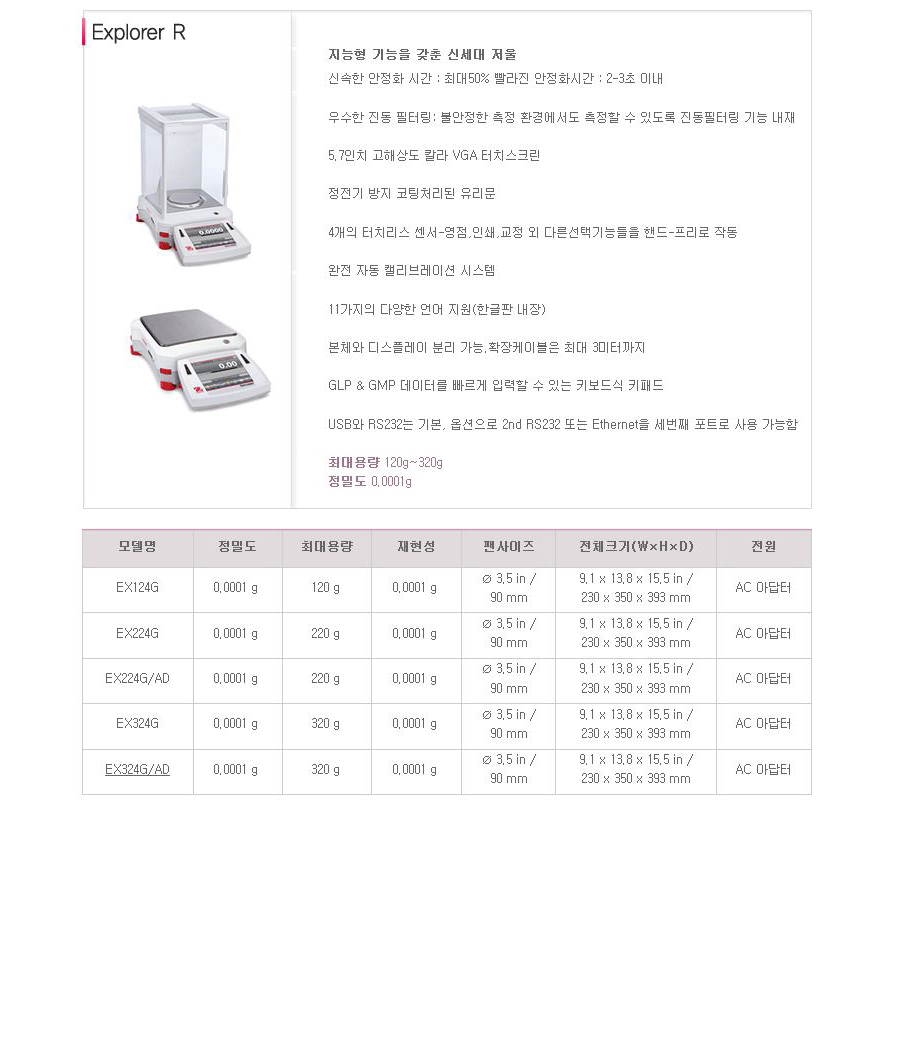 Explorer R
지능형 기능을 갖춘 신세대 저울
신속한 안정화 시간 : 최대50% 빨라진 안정화시간 : 2-3초 이내
우수한 진동 필터링: 불안정한 측정 환경에서도 측정할 수 있도록 진동필터링 기능 내재
5.7인치 고해상도 칼라 VGA 터치스크린
정전기 방지 코팅처리된 유리문
4개의 터치리스 센서-영점,인쇄,교정 외 다른선택기능들을 핸드-프리로 작동
완전 자동 캘리브레이션 시스템
11가지의 다양한 언어 지원(한글판 내장)
본체와 디스플레이 분리 가능,확장케이블은 최대 3미터까지
GLP & GMP 데이터를 빠르게 입력할 수 있는 키보드식 키패드
USB와 RS232는 기본, 옵션으로 2nd RS232 또는 Ethernet을 세번째 포트로 사용 가능함
최대용량 120g~320g
정밀도 0.0001g
0.0000
0.00
모델명 정밀도 최대용량 재현성 팬사이즈 전체크기(W×H×D) 전원
EX124G 0.0001 g 120 g 0.0001 g ∅ 3.5 in / 90 mm 9.1 x 13.8 x 15.5 in / 230 x 350 x 393 mm AC 아답터
EX224G 0.0001 g 220 g 0.0001 g ∅ 3.5 in / 90 mm 9.1 x 13.8 x 15.5 in / 230 x 350 x 393 mm AC 아답터
EX224G/AD 0.0001 g 220 g 0.0001 g ∅ 3.5 in / 90 mm 9.1 x 13.8 x 15.5 in / 230 x 350 x 393 mm AC 아답터
EX324G 0.0001 g 320 g 0.0001 g ∅ 3.5 in / 90 mm 9.1 x 13.8 x 15.5 in / 230 x 350 x 393 mm AC 아답터
EX324G/AD 0.0001 g 320 g 0.0001 g ∅ 3.5 in / 90 mm 9.1 x 13.8 x 15.5 in / 230 x 350 x 393 mm AC 아답터